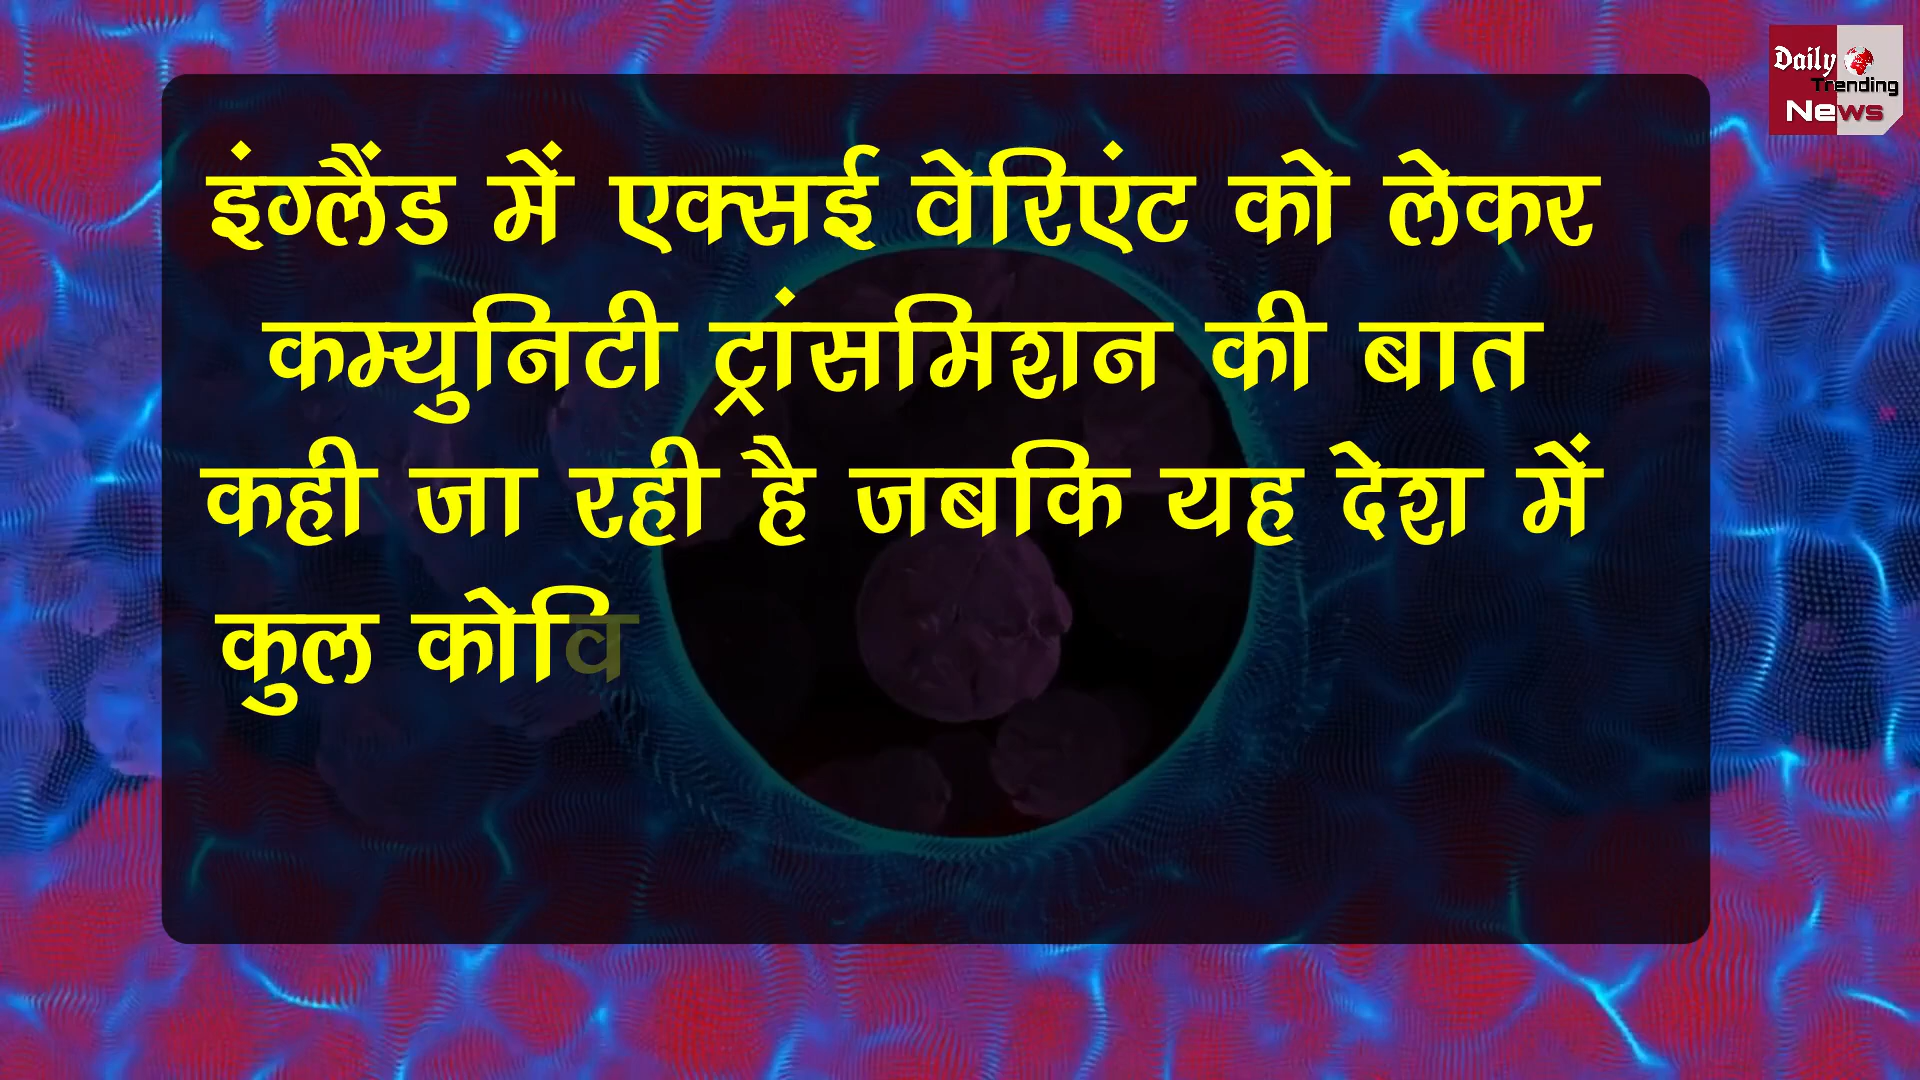 Daily
Trending
News
इंग्लैंड में एक्सई वेरिएंट को लेकर
कम्युनिटी ट्रांसमिशन की बात
कही जा रही है जबकि यह देश में
कुल कोवि